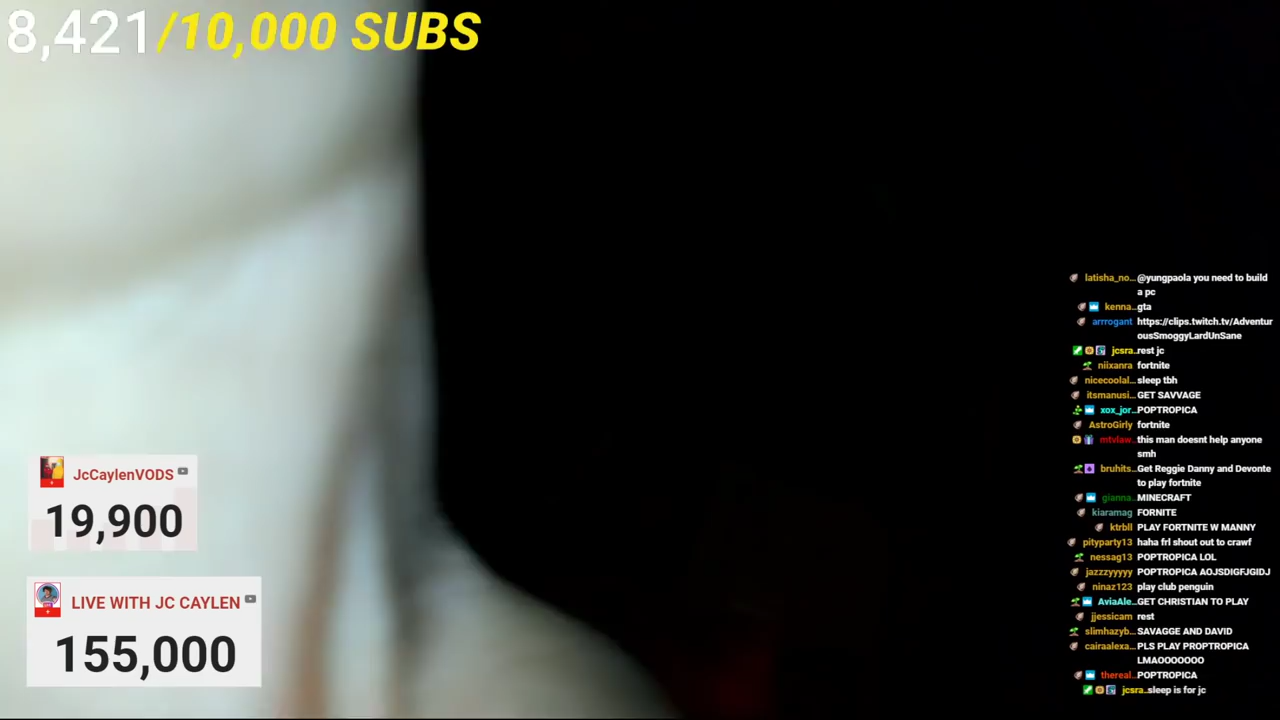 8,421/10,000 SUBS
latisha_no... @yungpaola you need to build
a pc
kenna.. gta
arrrogant https://clips.twitch.tv/Adventur
ousSmoggyLardUnSane
jcsra.. rest jc
niixanra fortnite
nicecoolal... sleep tbh
itsmanusi... GET SAVVAGE
xox_jor... POPTROPICA
AstroGirly fortnite
mtvlaw.. this man doesnt help anyone
smh
bruhits.. Get Reggie Danny and Devonte
to play fortnite
gianna.. MINECRAFT
kiaramag FORNITE
ktrbll PLAY FORTNITE W MANNY
pityparty13 haha frl shout out to crawf
nessag13 POPTROPICA LOL
jazzzyyyyy POPTROPICA AOJSDIGFJGIDJ
ninaz123 play club penguin
AviaAle.. GET CHRISTIAN TO PLAY
jjessicam rest
slimhazyb... SAVAGGE AND DAVID
cairaalexa... PLS PLAY PROPTROPICA
LMAOOOOOOO
thereal.. POPTROPICA
jcsra.. sleep is for jc
JcCaylenVODS
19,900
LIVE WITH JC CAYLEN
155,000